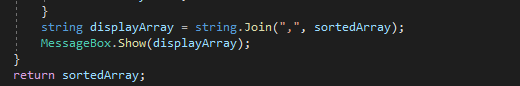 }
string displayArray = string.Join(",", sortedArray);
MessageBox.Show(displayArray);
}
return sortedArray;